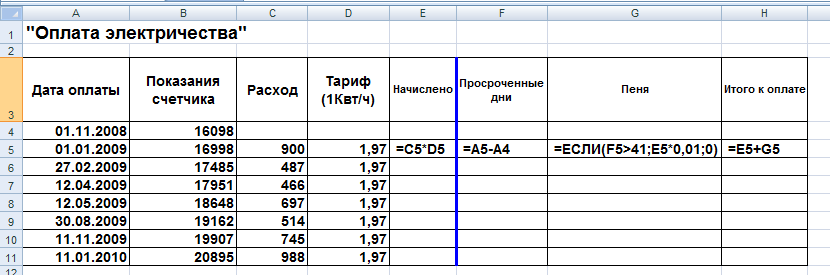 A B C D E F G H
1 "Оплата электричества"
2
3 Дата оплаты Показания счетчика Расход Тариф (1Квт/ч) Начислено Просроченные дни Пеня Итого к оплате
4 01.11.2008 16098
5 01.01.2009 16998 900 1,97 =C5*D5 =A5-A4 =ЕСЛИ(F5>41;E5*0,01;0) =E5+G5
6 27.02.2009 17485 487 1,97
7 12.04.2009 17951 466 1,97
8 12.05.2009 18648 697 1,97
9 30.08.2009 19162 514 1,97
10 11.11.2009 19907 745 1,97
11 11.01.2010 20895 988 1,97
12